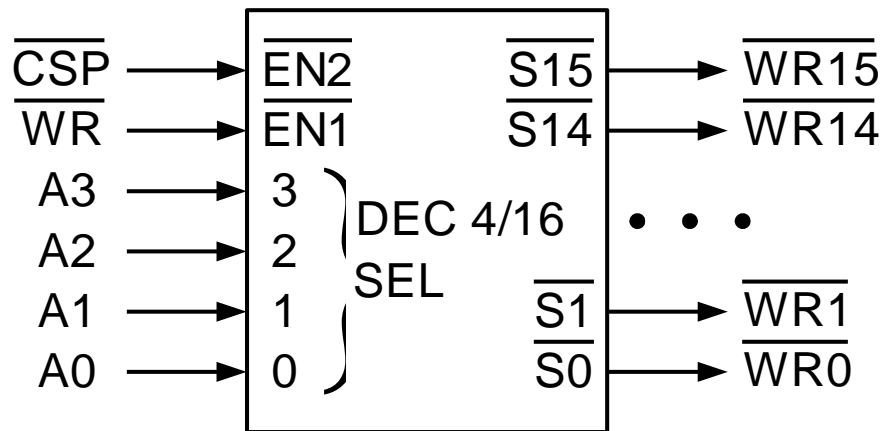 CSP EN2 S15 WR15
WR EN1 S14 WR14
A3 3
DEC 4/16
A2 2
SEL
A1 1 S1 WR1
A0 0 S0 WR0